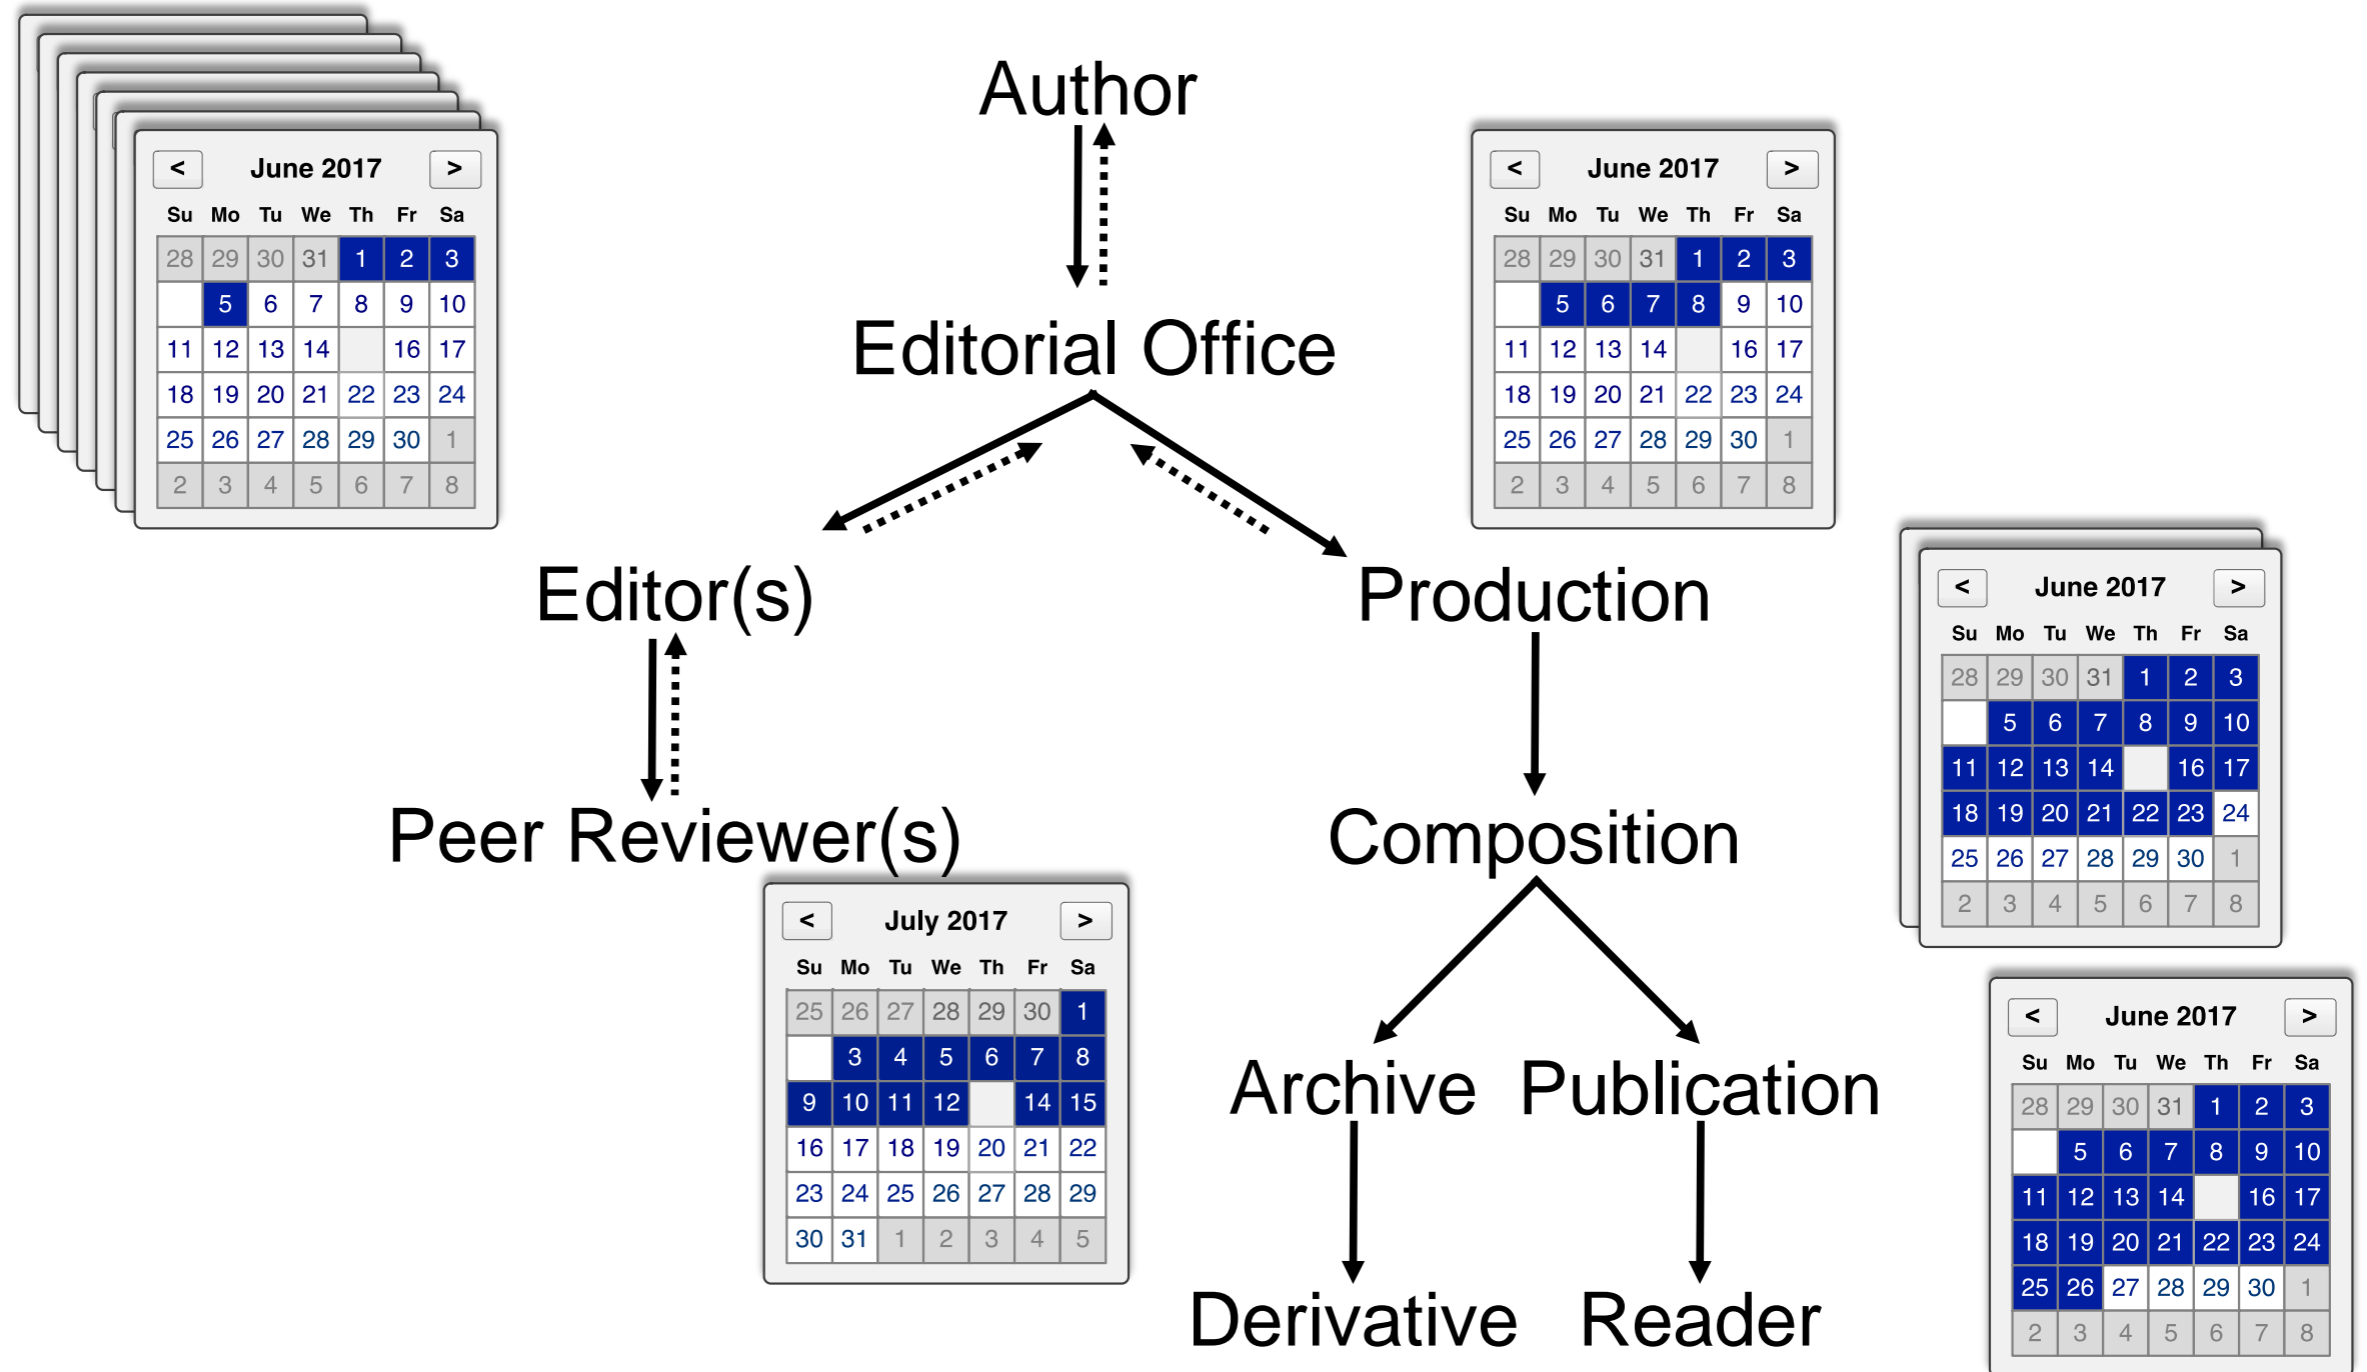 Author
< June 2017 >
Su Mo Tu We Th Fr Sa
28 29 30 31 1 2 3
5 6 7 8 9 10
11 12 13 14 16 17
18 19 20 21 22 23 24
25 26 27 28 29 30 1
2 3 4 5 6 7 8
< June 2017 >
Su Mo Tu We Th Fr Sa
28 29 30 31 1 2 3
5 6 7 8 9 10
11 12 13 14 16 17
18 19 20 21 22 23 24
25 26 27 28 29 30 1
2 3 4 5 6 7 8
Editorial Office
Editor(s)
Production
< June 2017 >
Su Mo Tu We Th Fr Sa
28 29 30 31 1 2 3
5 6 7 8 9 10
11 12 13 14 16 17
18 19 20 21 22 23 24
25 26 27 28 29 30 1
2 3 4 5 6 7 8
Peer Reviewer(s)
Composition
< July 2017 >
Su Mo Tu We Th Fr Sa
25 26 27 28 29 30 1
3 4 5 6 7 8
9 10 11 12 14 15
16 17 18 19 20 21 22
23 24 25 26 27 28 29
30 31 1 2 3 4 5
Archive Publication
< June 2017 >
Su Mo Tu We Th Fr Sa
28 29 30 31 1 2 3
5 6 7 8 9 10
11 12 13 14 16 17
18 19 20 21 22 23 24
25 26 27 28 29 30 1
2 3 4 5 6 7 8
Derivative Reader